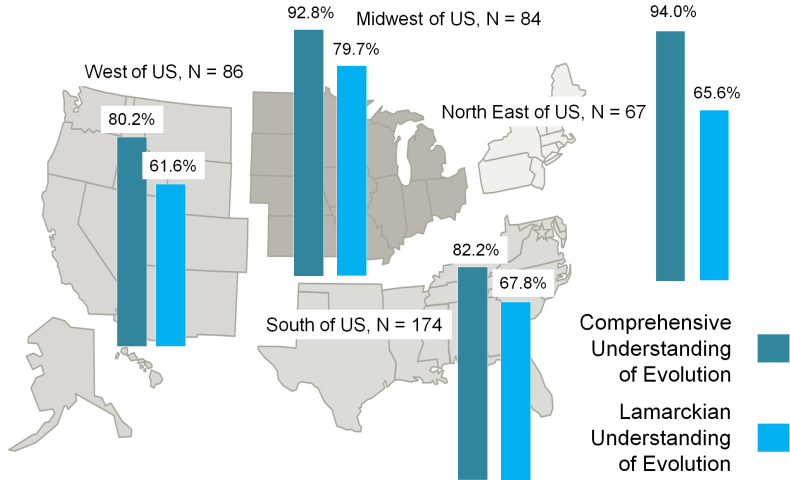 92.8%
Midwest of US, N = 84
94.0%
79.7%
West of US, N = 86
65.6%
80.2%
North East of US, N = 67
61.6%
82.2%
67.8%
South of US, N = 174
Comprehensive
Understanding
of Evolution
Lamarckian
Understanding
of Evolution